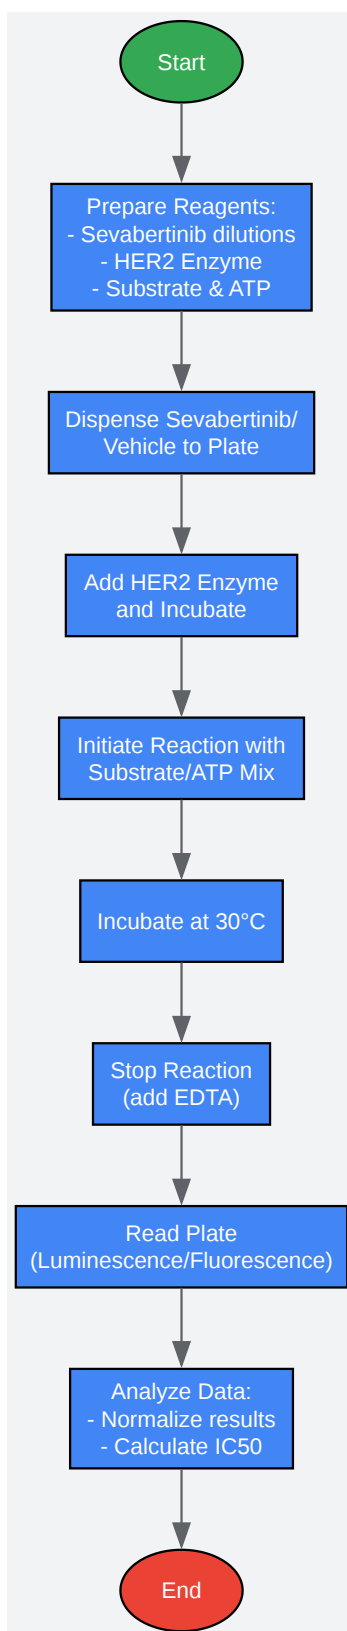 Start
Prepare Reagents:
- Sevabertinib dilutions
- HER2 Enzyme
- Substrate & ATP
Dispense Sevabertinib/
Vehicle to Plate
Add HER2 Enzyme
and Incubate
Initiate Reaction with
Substrate/ATP Mix
Incubate at 30°C
Stop Reaction
(add EDTA)
Read Plate
(Luminescence/Fluorescence)
Analyze Data:
- Normalize results
- Calculate IC50
End